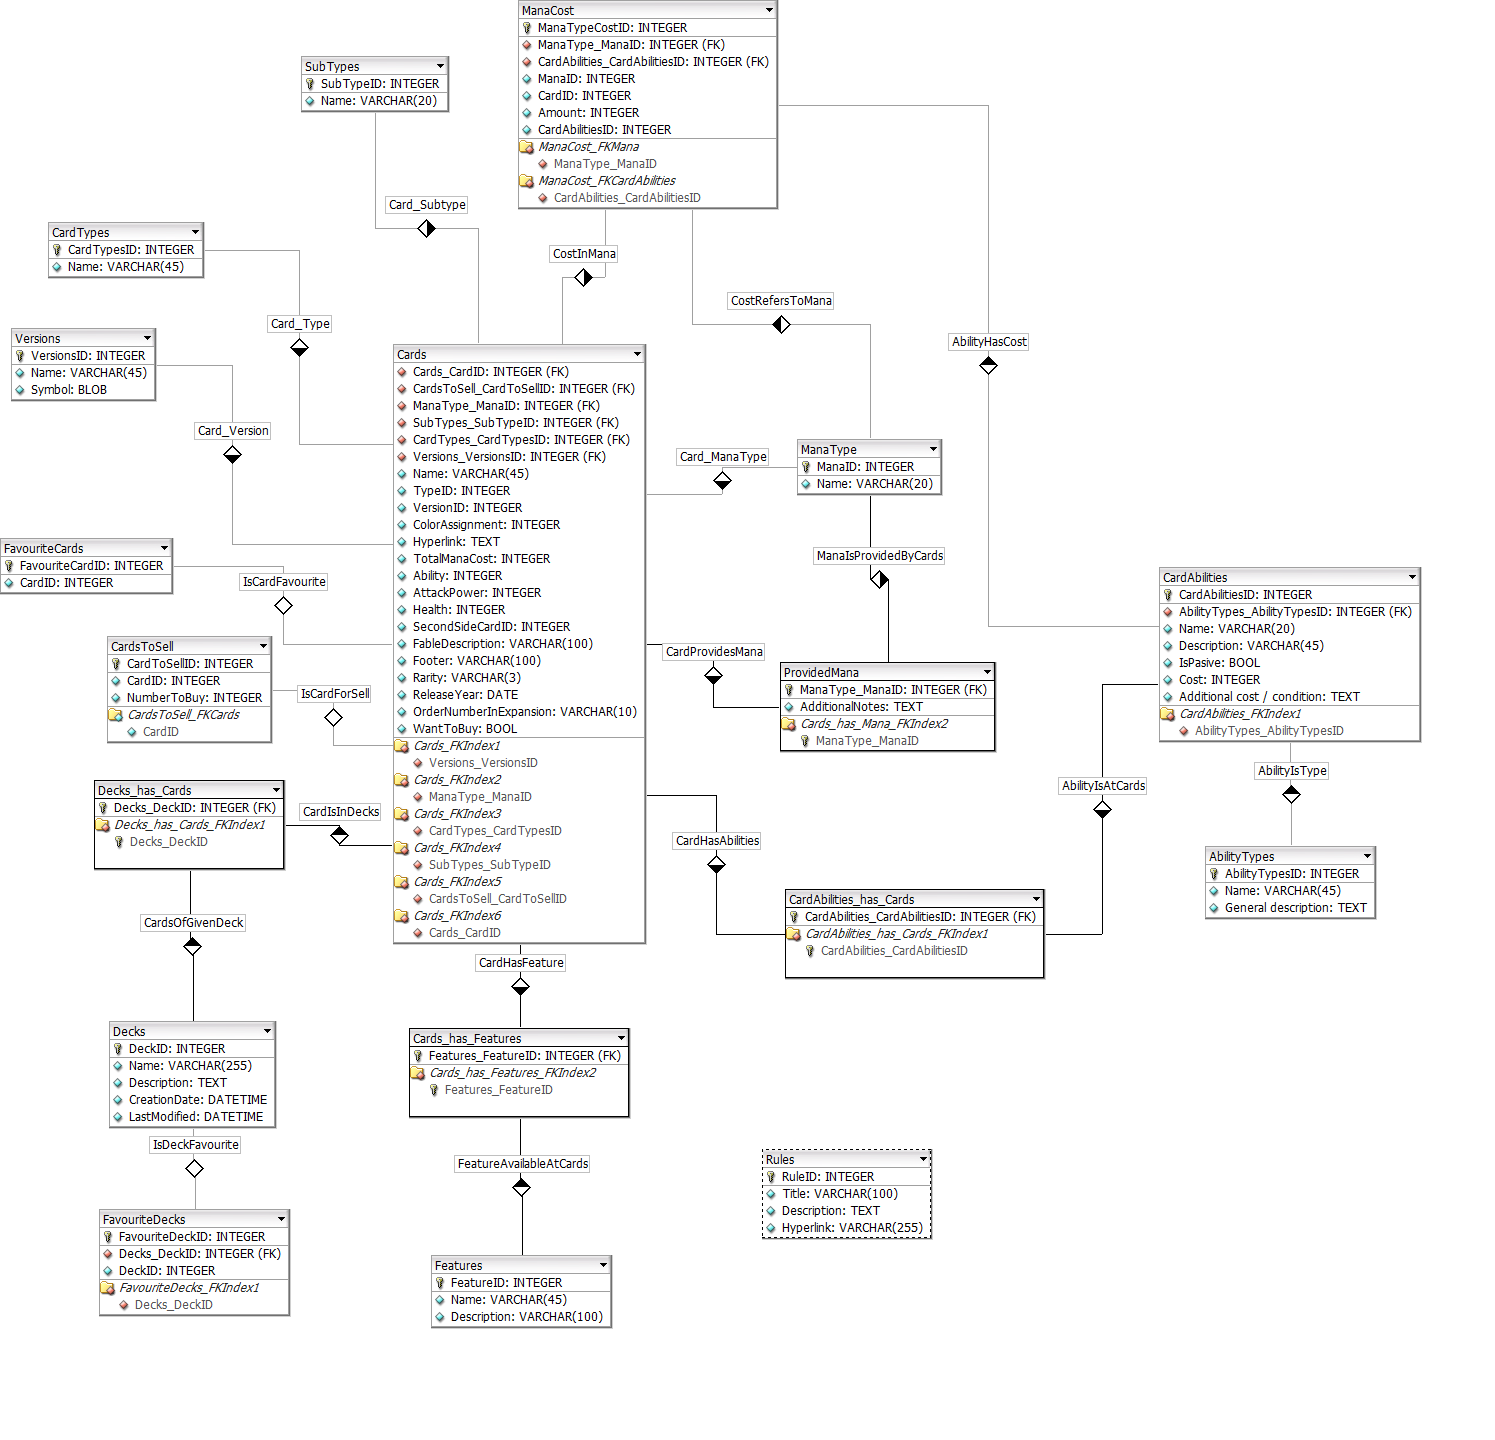 ManaCost
ManaTypeCostID: INTEGER
ManaType_ManaID: INTEGER (FK)
CardAbilities_CardAbilitiesID: INTEGER (FK)
ManaID: INTEGER
CardID: INTEGER
Amount: INTEGER
CardAbilitiesID: INTEGER
ManaCost_FKMana
ManaType_ManaID
ManaCost_FKCardAbilities
CardAbilities_CardAbilitiesID
SubTypes
SubTypeID: INTEGER
Name: VARCHAR(20)
Card_Subtype
CardTypes
CardTypesID: INTEGER
Name: VARCHAR(45)
CostInMana
CostRefersToMana
Card_Type
AbilityHasCost
Versions
VersionsID: INTEGER
Name: VARCHAR(45)
Symbol: BLOB
Card_Version
Cards
Cards_CardID: INTEGER (FK)
CardsToSell_CardToSellID: INTEGER (FK)
ManaType_ManaID: INTEGER (FK)
SubTypes_SubTypeID: INTEGER (FK)
CardTypes_CardTypesID: INTEGER (FK)
Versions_VersionsID: INTEGER (FK)
Name: VARCHAR(45)
TypeID: INTEGER
VersionID: INTEGER
ColorAssignment: INTEGER
Hyperlink: TEXT
TotalManaCost: INTEGER
Ability: INTEGER
AttackPower: INTEGER
Health: INTEGER
SecondSideCardID: INTEGER
FableDescription: VARCHAR(100)
Footer: VARCHAR(100)
Rarity: VARCHAR(3)
ReleaseYear: DATE
OrderNumberInExpansion: VARCHAR(10)
WantToBuy: BOOL
Cards_FKIndex1
Versions_VersionsID
Cards_FKIndex2
ManaType_ManaID
Cards_FKIndex3
CardTypes_CardTypesID
Cards_FKIndex4
SubTypes_SubTypeID
Cards_FKIndex5
CardsToSell_CardToSellID
Cards_FKIndex6
Cards_CardID
Card_ManaType
ManaType
ManaID: INTEGER
Name: VARCHAR(20)
ManaIsProvidedByCards
FavouriteCards
FavouriteCardID: INTEGER
CardID: INTEGER
IsCardFavourite
CardAbilities
CardAbilitiesID: INTEGER
AbilityTypes_AbilityTypesID: INTEGER (FK)
Name: VARCHAR(20)
Description: VARCHAR(45)
IsPasive: BOOL
Cost: INTEGER
Additional cost / condition: TEXT
CardAbilities_FKIndex1
AbilityTypes_AbilityTypesID
CardsToSell
CardToSellID: INTEGER
CardID: INTEGER
NumberToBuy: INTEGER
CardsToSell_FKCards
CardID
IsCardForSell
CardProvidesMana
ProvidedMana
ManaType_ManaID: INTEGER (FK)
AdditionalNotes: TEXT
Cards_has_Mana_FKIndex2
ManaType_ManaID
AbilityIsType
AbilityIsAtCards
Decks_has_Cards
Decks_DeckID: INTEGER (FK)
Decks_has_Cards_FKIndex1
Decks_DeckID
CardIsInDecks
CardHasAbilities
AbilityTypes
AbilityTypesID: INTEGER
Name: VARCHAR(45)
General description: TEXT
CardAbilities_has_Cards
CardAbilities_CardAbilitiesID: INTEGER (FK)
CardAbilities_has_Cards_FKIndex1
CardAbilities_CardAbilitiesID
CardsOfGivenDeck
CardHasFeature
Decks
DeckID: INTEGER
Name: VARCHAR(255)
Description: TEXT
CreationDate: DATETIME
LastModified: DATETIME
Cards_has_Features
Features_FeatureID: INTEGER (FK)
Cards_has_Features_FKIndex2
Features_FeatureID
IsDeckFavourite
FeatureAvailableAtCards
Rules
RuleID: INTEGER
Title: VARCHAR(100)
Description: TEXT
Hyperlink: VARCHAR(255)
FavouriteDecks
FavouriteDeckID: INTEGER
Decks_DeckID: INTEGER (FK)
DeckID: INTEGER
FavouriteDecks_FKIndex1
Decks_DeckID
Features
FeatureID: INTEGER
Name: VARCHAR(45)
Description: VARCHAR(100)